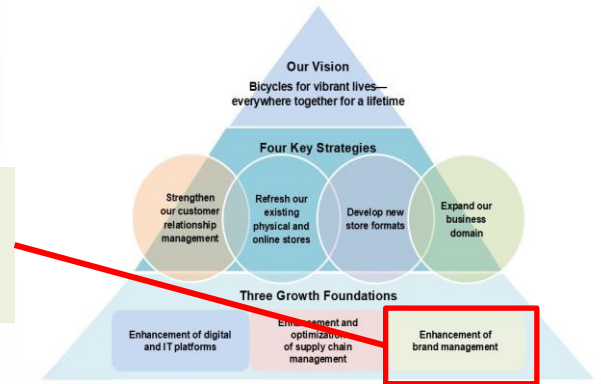 Our Vision
Bicycles for vibrant lives—
everywhere together for a lifetime
Four Key Strategies
Strengthen
our customer
relationship
management
Refresh our
existing
physical and
online stores
Develop new
store formats
Expand our
business
domain
Three Growth Foundations
Enhancement of digital
and IT platforms
Enhancement and
optimization
of supply chain
management
Enhancement of
brand management